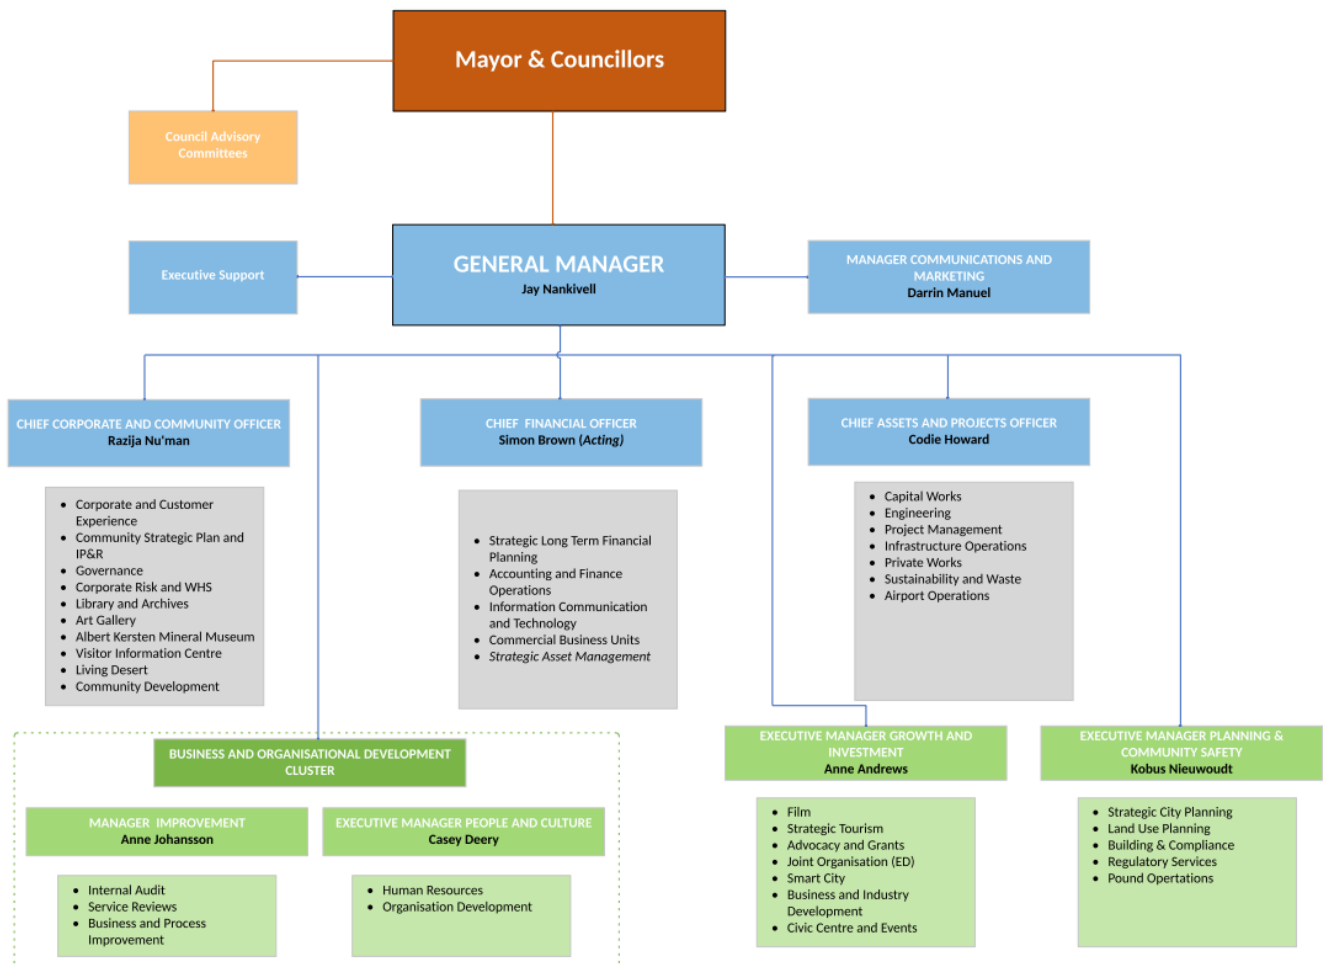 Mayor & Councillors
Council Advisory
Committees
Executive Support
GENERAL MANAGER
Jay Nankivell
MANAGER COMMUNICATIONS AND
MARKETING
Darrin Manuel
CHIEF CORPORATE AND COMMUNITY OFFICER
Razija Nu'man
CHIEF FINANCIAL OFFICER
Simon Brown (Acting)
CHIEF ASSETS AND PROJECTS OFFICER
Codie Howard
• Corporate and Customer
Experience
• Community Strategic Plan and
IP&R
• Governance
• Corporate Risk and WHS
• Library and Archives
• Art Gallery
• Albert Kersten Mineral Museum
• Visitor Information Centre
• Living Desert
• Community Development
• Strategic Long Term Financial
Planning
• Accounting and Finance
Operations
• Information Communication
and Technology
• Commercial Business Units
• Strategic Asset Management
• Capital Works
• Engineering
• Project Management
• Infrastructure Operations
• Private Works
• Sustainability and Waste
• Airport Operations
BUSINESS AND ORGANISATIONAL DEVELOPMENT
CLUSTER
MANAGER IMPROVEMENT
Anne Johansson
• Internal Audit
• Service Reviews
• Business and Process
Improvement
EXECUTIVE MANAGER PEOPLE AND CULTURE
Casey Deery
• Human Resources
• Organisation Development
EXECUTIVE MANAGER GROWTH AND
INVESTMENT
Anne Andrews
• Film
• Strategic Tourism
• Advocacy and Grants
• Joint Organisation (ED)
• Smart City
• Business and Industry
Development
• Civic Centre and Events
EXECUTIVE MANAGER PLANNING &
COMMUNITY SAFETY
Kobus Nieuwoudt
• Strategic City Planning
• Land Use Planning
• Building & Compliance
• Regulatory Services
• Pound Opertations